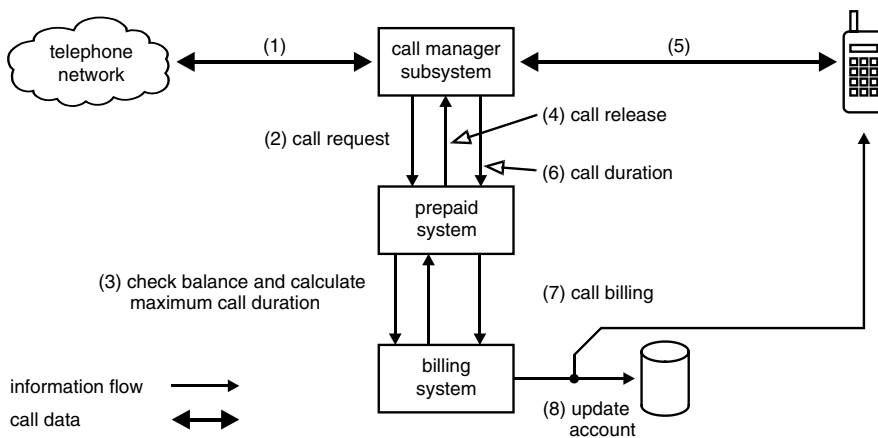 telephone
network
(1)
call manager
subsystem
(5)
(2) call request
(4) call release
(6) call duration
prepaid
system
(3) check balance and calculate
maximum call duration
(7) call billing
billing
system
information flow
call data
(8) update
account